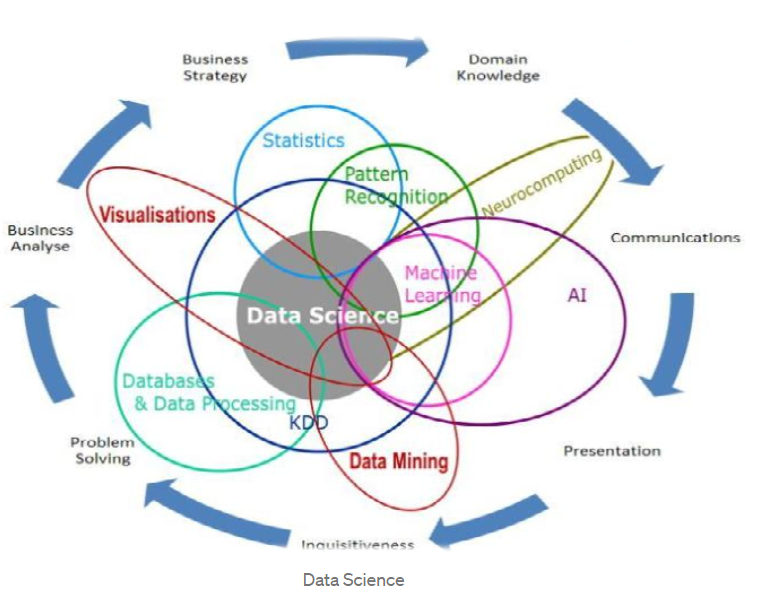 Business
Strategy
Domain
Knowledge
Statistics
Pattern
Recognition
Neurocomputing
Visualisations
Business
Analyse
Communications
Machine
Learning
AI
Data Science
Databases
& Data Processing
KDD
Problem
Solving
Data Mining
Presentation
Inquisitiveness
Data Science